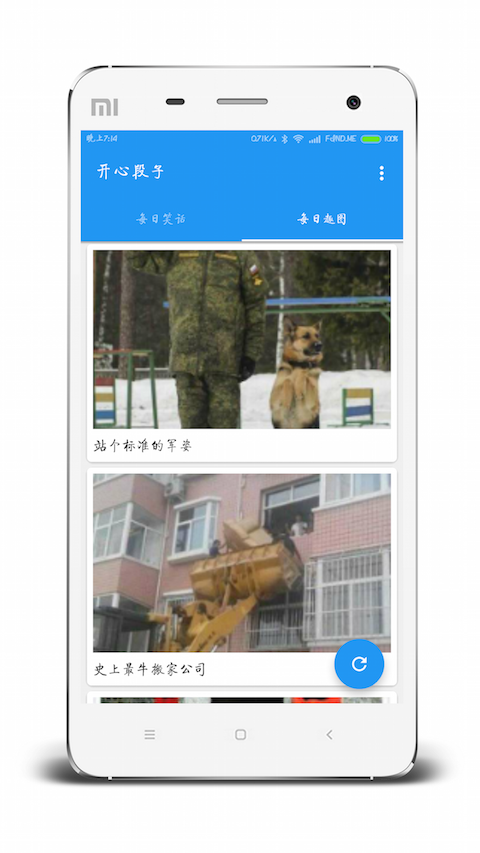 MI
晚上7:14
0.71K/s
F@ND.ME
100%
开心段子
每日笑话
每日趣图
站个标准的军姿
史上最牛搬家公司